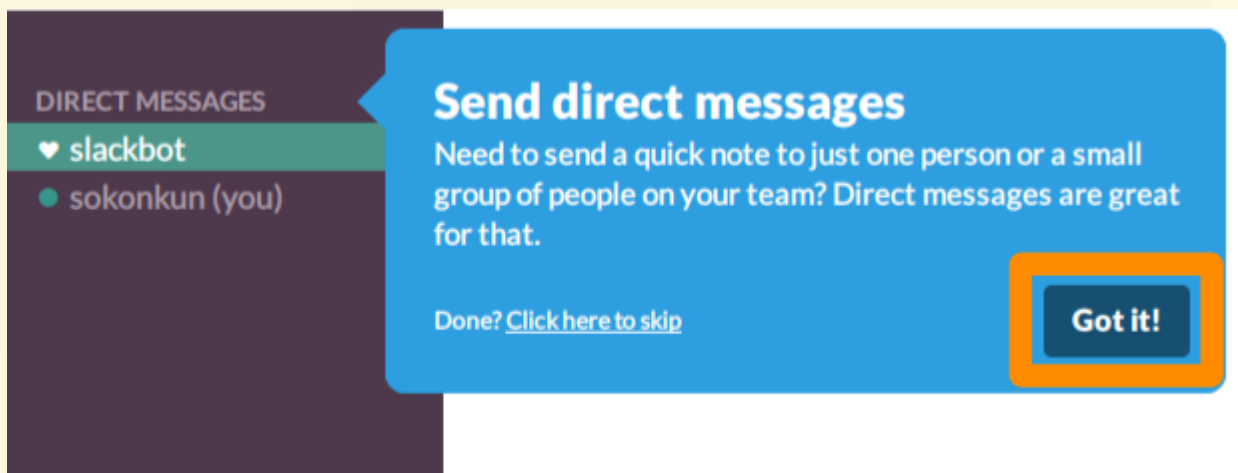 DIRECT MESSAGES
slackbot
sokonkun (you)
Send direct messages
Need to send a quick note to just one person or a small
group of people on your team? Direct messages are great
for that.
Done? Click here to skip
Got it!